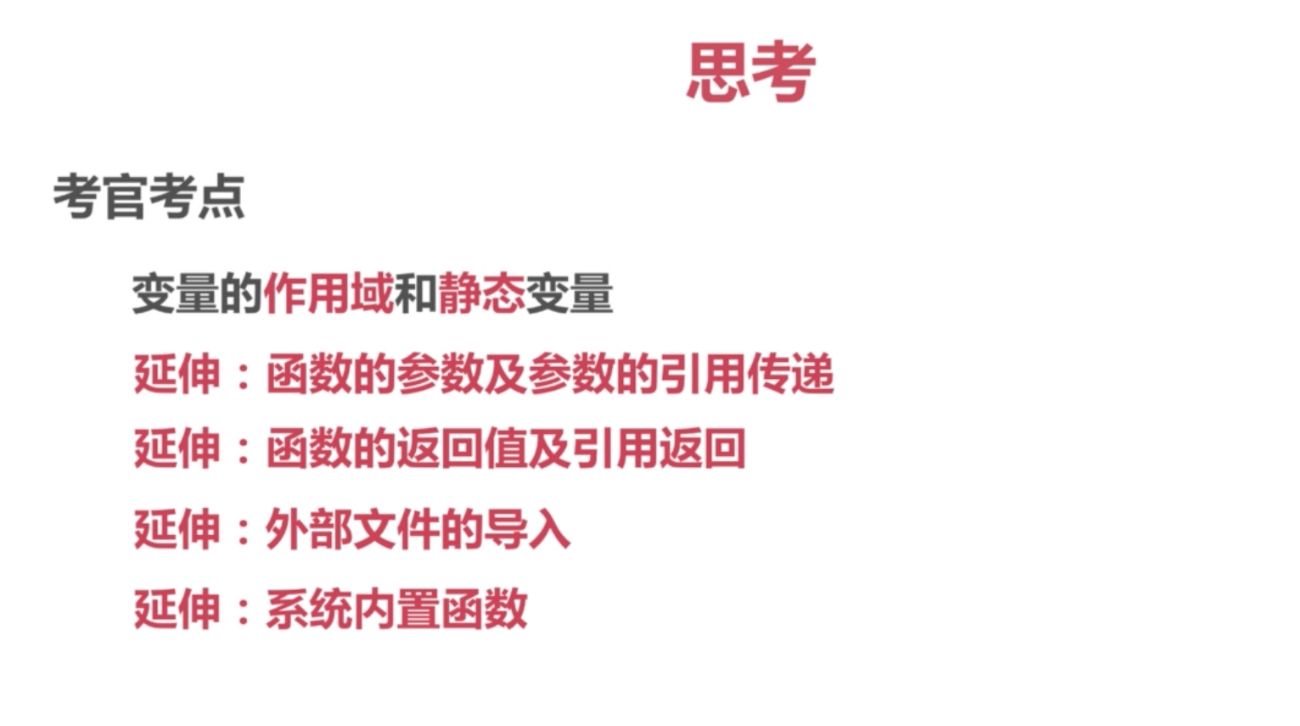 思考
考官考点
变量的作用域和静态变量
延伸：函数的参数及参数的引用传递
延伸：函数的返回值及引用返回
延伸：外部文件的导入
延伸：系统内置函数